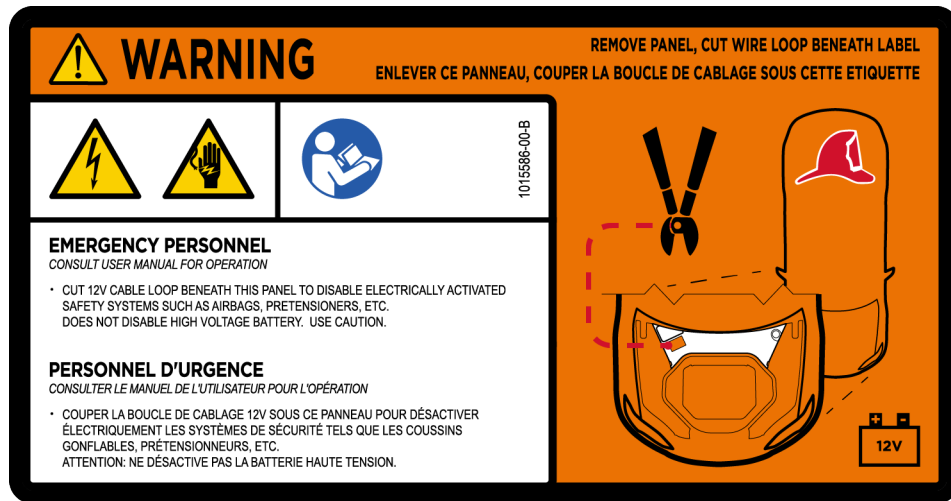 WARNING
REMOVE PANEL, CUT WIRE LOOP BENEATH LABEL
ENLEVER CE PANNEAU, COUPER LA BOUCLE DE CABLAGE SOUS CETTE ETIQUETTE
1015586-00-B
EMERGENCY PERSONNEL
CONSULT USER MANUAL FOR OPERATION
• CUT 12V CABLE LOOP BENEATH THIS PANEL TO DISABLE ELECTRICALLY ACTIVATED
SAFETY SYSTEMS SUCH AS AIRBAGS, PRETENSIONERS, ETC.
DOES NOT DISABLE HIGH VOLTAGE BATTERY. USE CAUTION.
PERSONNEL D'URGENCE
CONSULTER LE MANUEL DE L'UTILISATEUR POUR L'OPÉRATION
• COUPER LA BOUCLE DE CABLAGE 12V SOUS CE PANNEAU POUR DÉSACTIVER
ÉLECTRIQUEMENT LES SYSTÈMES DE SÉCURITÉ TELS QUE LES COUSSINS
GONFLABLES, PRÉTENSIONNEURS, ETC.
ATTENTION: NE DÉSACTIVE PAS LA BATTERIE HAUTE TENSION.
12V